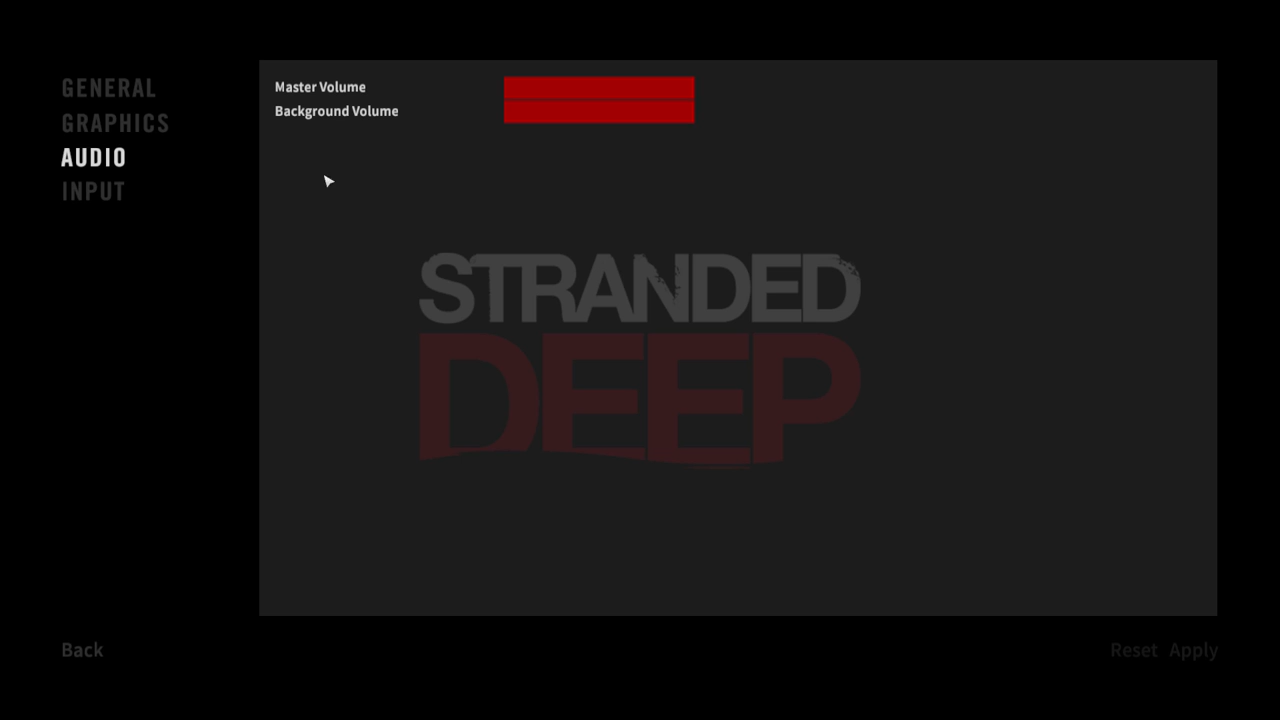 GENERAL
GRAPHICS
AUDIO
INPUT
Master Volume
Background Volume
STRANDED
DEEP
Back
Reset Apply